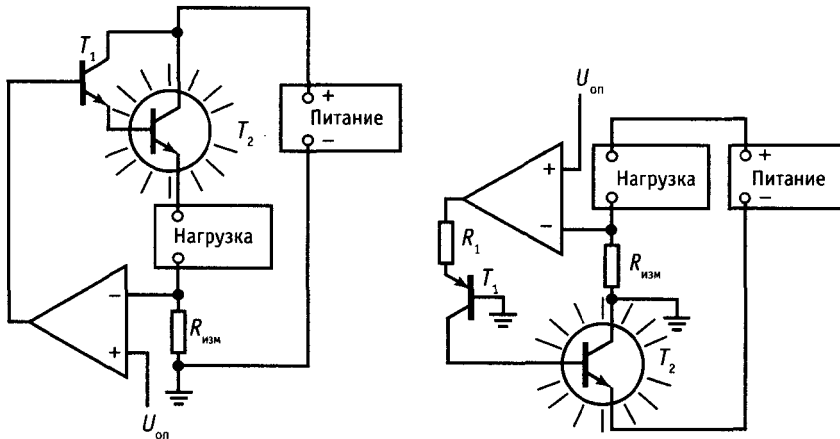 T₁
T₂
+
Питание
−
Нагрузка
−
Rизм
+
Uоп
Uоп
+
−
Нагрузка
+
Питание
−
R₁
Rизм
T₁
T₂